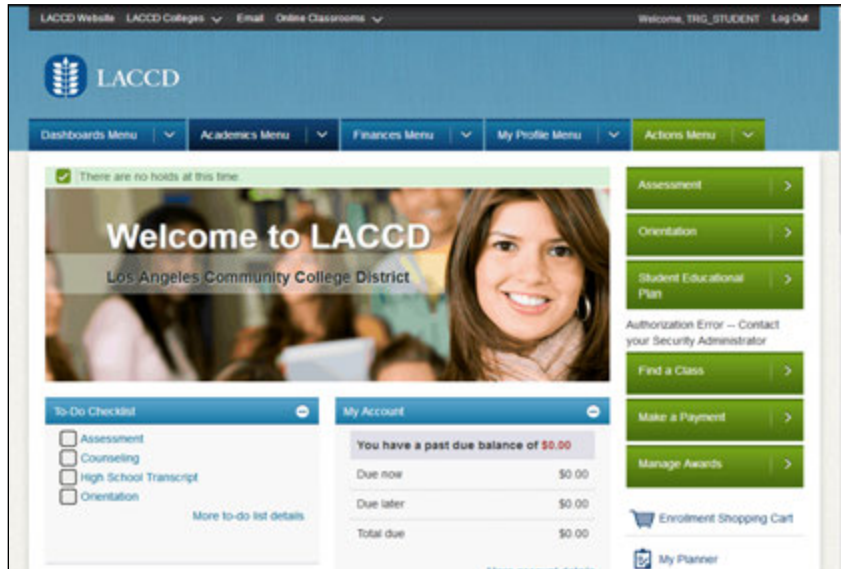 LACCD Website LACCD Colleges Email Online Classrooms Welcome, TRG_STUDENT Log Out
LACCD
Dashboards Menu Academics Menu Finances Menu My Profile Menu Actions Menu
There are no holds at this time.
Welcome to LACCD
Los Angeles Community College District
Assessment
Orientation
Student Educational
Plan
Authorization Error -- Contact
your Security Administrator
Find a Class
Make a Payment
Manage Awards
Enrollment Shopping Cart
My Planner
To-Do Checklist
Assessment
Counseling
High School Transcript
Orientation
More to-do list details
My Account
You have a past due balance of $0.00
Due now $0.00
Due later $0.00
Total due $0.00